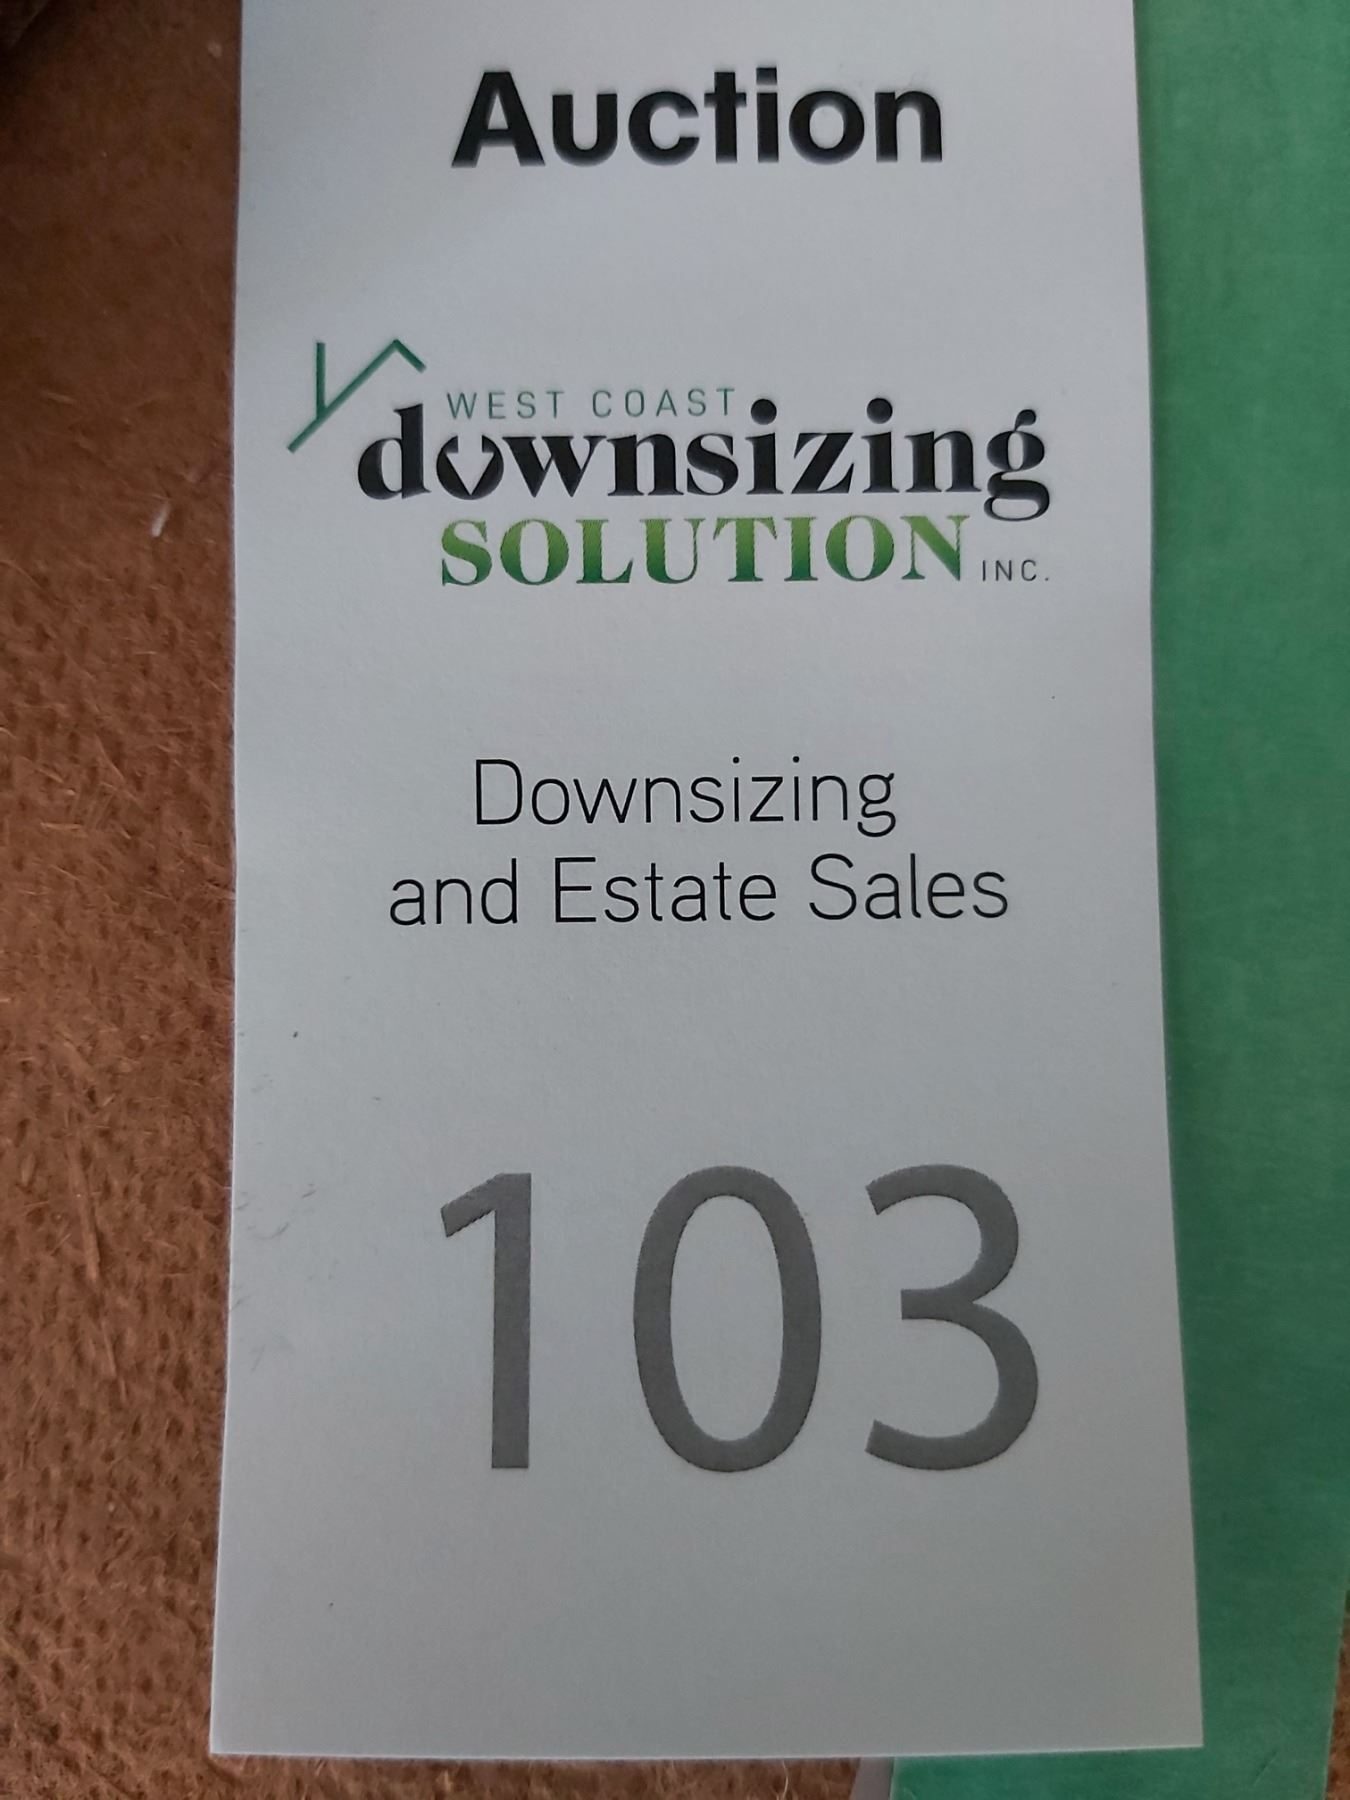 Auction
WEST COAST
downsizing
SOLUTION INC.
Downsizing
and Estate Sales
103